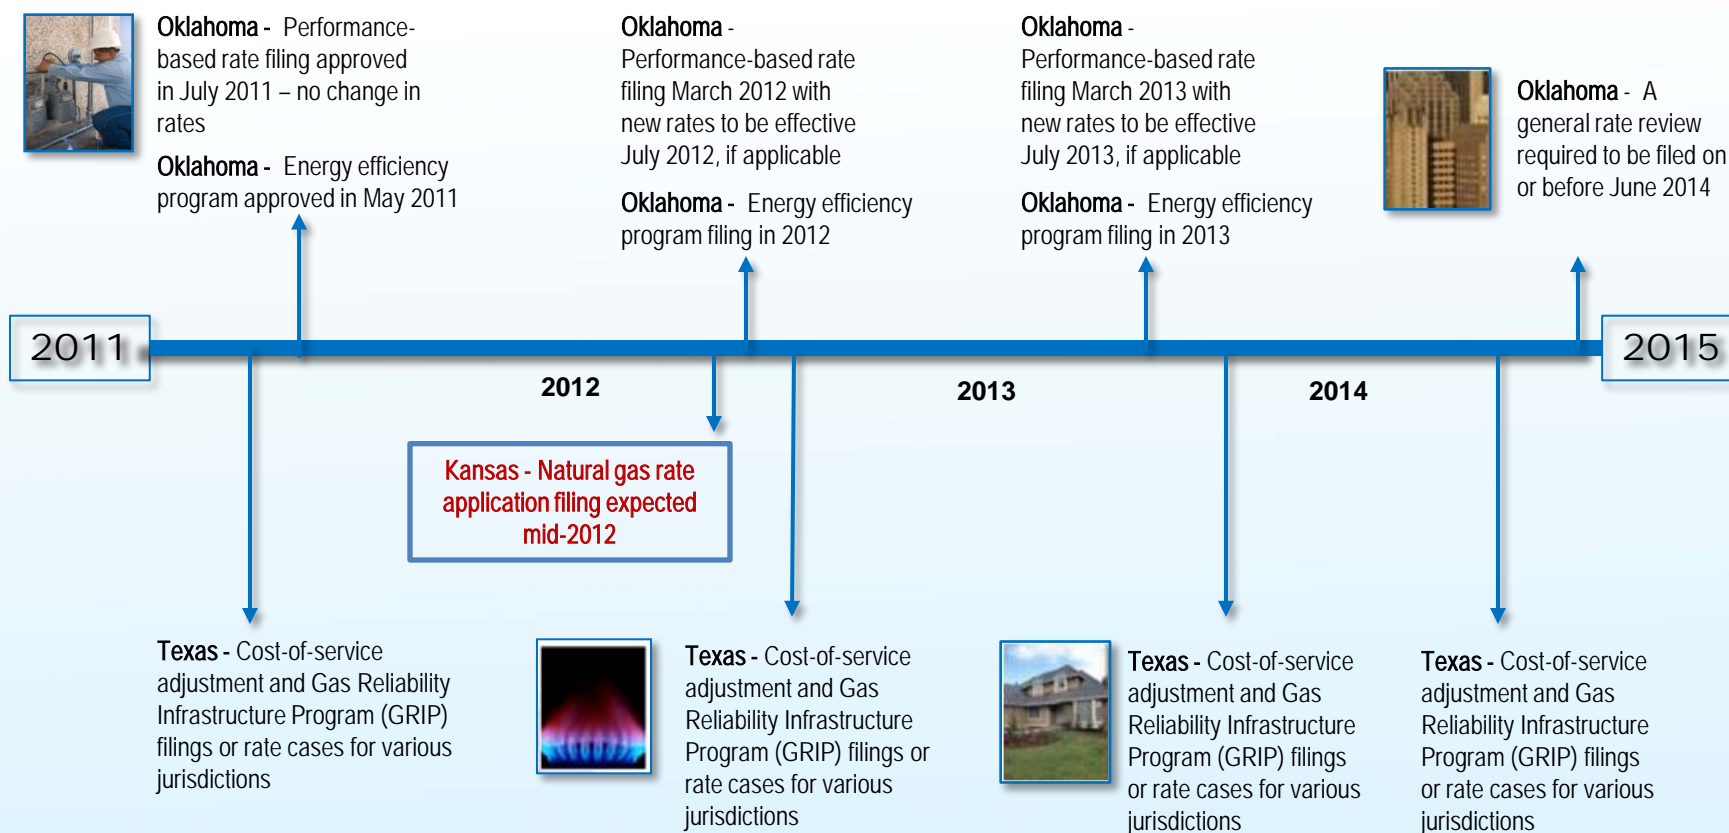 Oklahoma - Performance-
based rate filing approved
in July 2011 – no change in
rates
Oklahoma - Energy efficiency
program approved in May 2011
Oklahoma -
Performance-based rate
filing March 2012 with
new rates to be effective
July 2012, if applicable
Oklahoma - Energy efficiency
program filing in 2012
Oklahoma -
Performance-based rate
filing March 2013 with
new rates to be effective
July 2013, if applicable
Oklahoma - Energy efficiency
program filing in 2013
Oklahoma - A
general rate review
required to be filed on
or before June 2014
2011
2015
2012
2013
2014
Kansas - Natural gas rate
application filing expected
mid-2012
Texas - Cost-of-service
adjustment and Gas Reliability
Infrastructure Program (GRIP)
filings or rate cases for various
jurisdictions
Texas - Cost-of-service
adjustment and Gas
Reliability Infrastructure
Program (GRIP) filings or
rate cases for various
jurisdictions
Texas - Cost-of-service
adjustment and Gas
Reliability Infrastructure
Program (GRIP) filings
or rate cases for various
jurisdictions
Texas - Cost-of-service
adjustment and Gas
Reliability Infrastructure
Program (GRIP) filings
or rate cases for various
jurisdictions